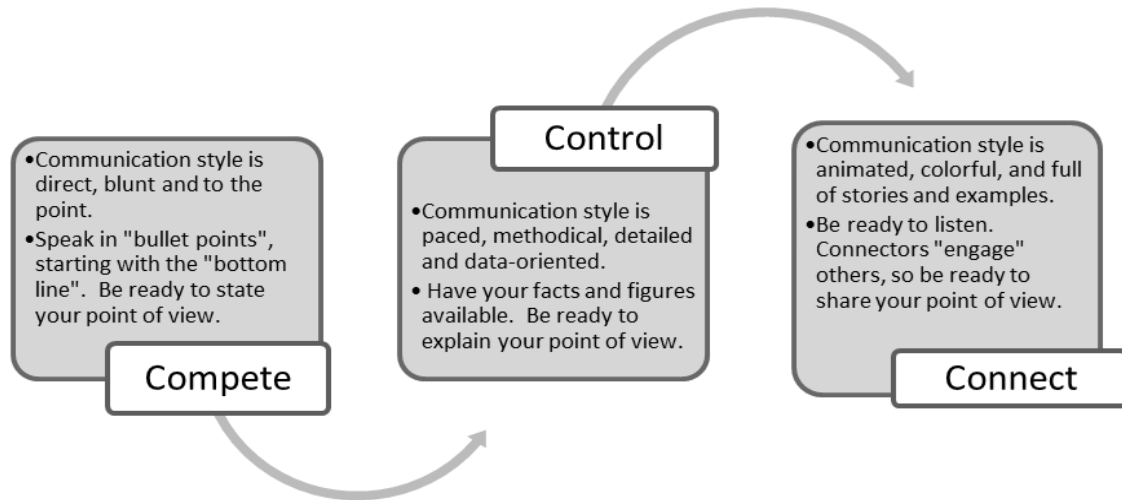 •Communication style is
direct, blunt and to the
point.
•Speak in "bullet points",
starting with the "bottom
line".  Be ready to state
your point of view.
Compete
Control
•Communication style is
paced, methodical, detailed
and data-oriented.
• Have your facts and figures
available.  Be ready to
explain your point of view.
•Communication style is
animated, colorful, and full
of stories and examples.
•Be ready to listen.
Connectors "engage"
others, so be ready to
share your point of view.
Connect